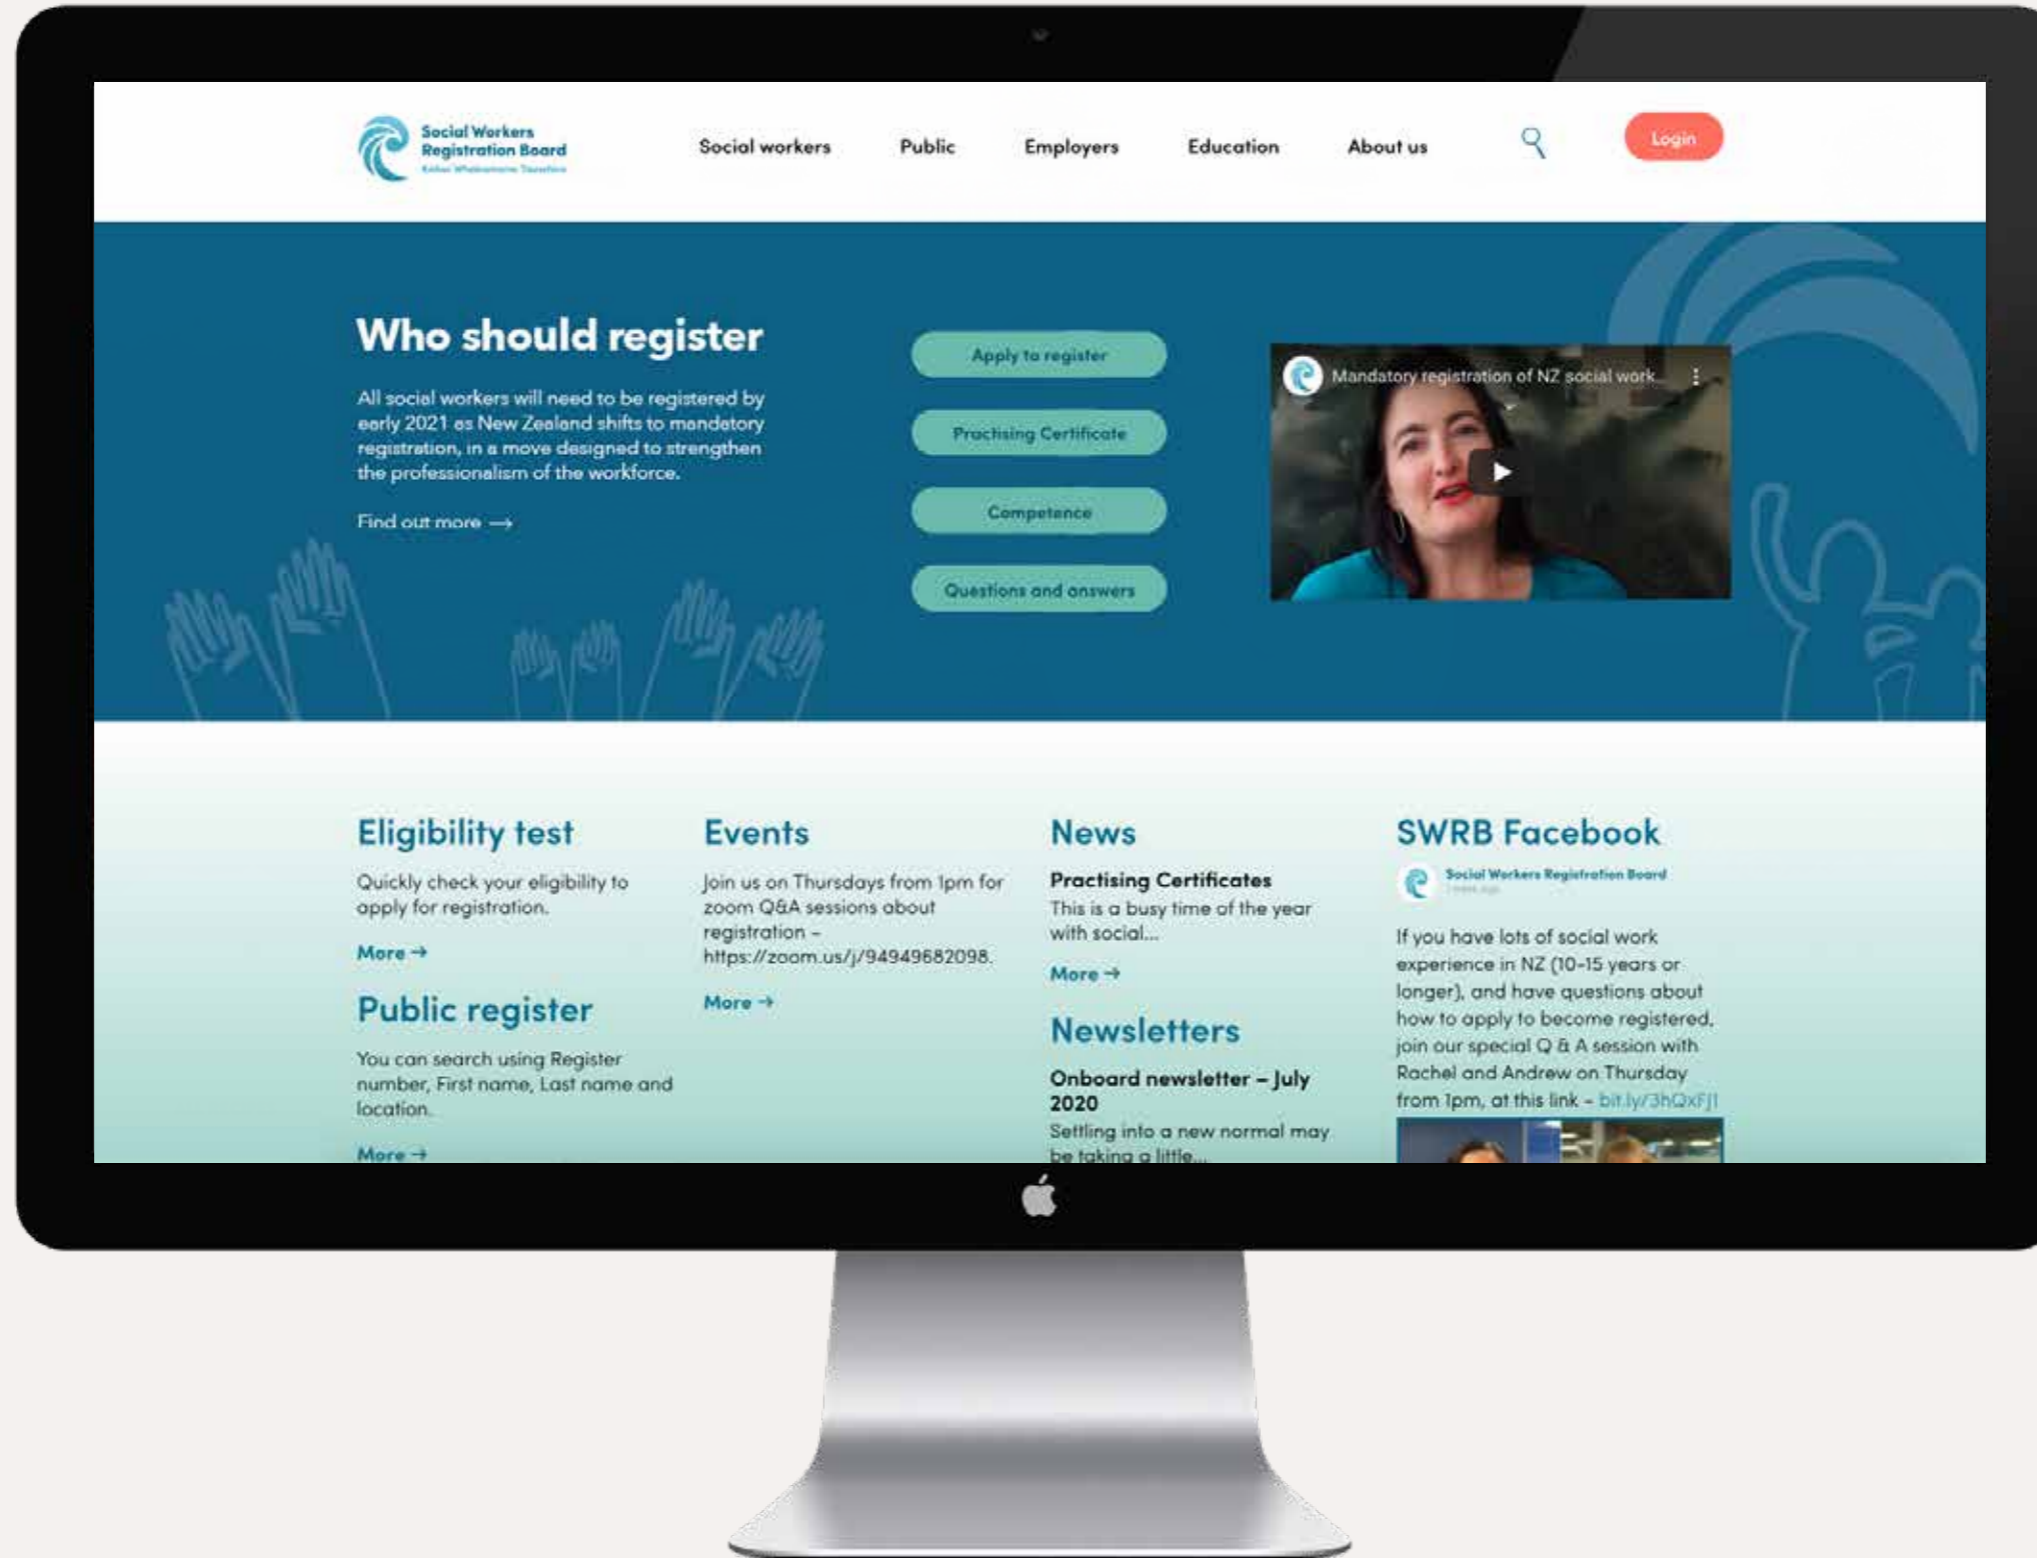 Social Workers
Registration Board
Social workers
Public
Employers
Education
About us
Login
Who should register
All social workers will need to be registered by
early 2021 as New Zealand shifts to mandatory
registration, in a move designed to strengthen
the professionalism of the workforce.
Find out more →
Apply to register
Practising Certificate
Competence
Questions and answers
Mandatory registration of NZ social work...
Eligibility test
Quickly check your eligibility to
apply for registration.
More →
Public register
You can search using Register
number, First name, Last name and
location.
More →
Events
Join us on Thursdays from 1pm for
zoom Q&A sessions about
registration –
https://zoom.us/j/94949682098.
More →
News
Practising Certificates
This is a busy time of the year
with social...
More →
Newsletters
Onboard newsletter – July
2020
Settling into a new normal may
be taking a little...
SWRB Facebook
Social Workers Registration Board
If you have lots of social work
experience in NZ (10-15 years or
longer), and have questions about
how to apply to become registered,
join our special Q & A session with
Rachel and Andrew on Thursday
from 1pm, at this link – bit.ly/3hQxFJ1